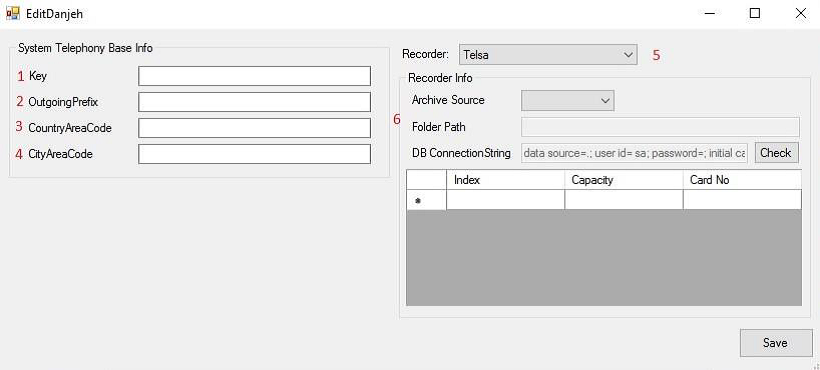 EditDanjeh
System Telephony Base Info
1 Key
2 OutgoingPrefix
3 CountryAreaCode
4 CityAreaCode
Recorder: Telsa 5
6
Recorder Info
Archive Source
Folder Path
DB ConnectionString data source=.; user id= sa; password=; initial ca Check
Index Capacity Card No
*
Save